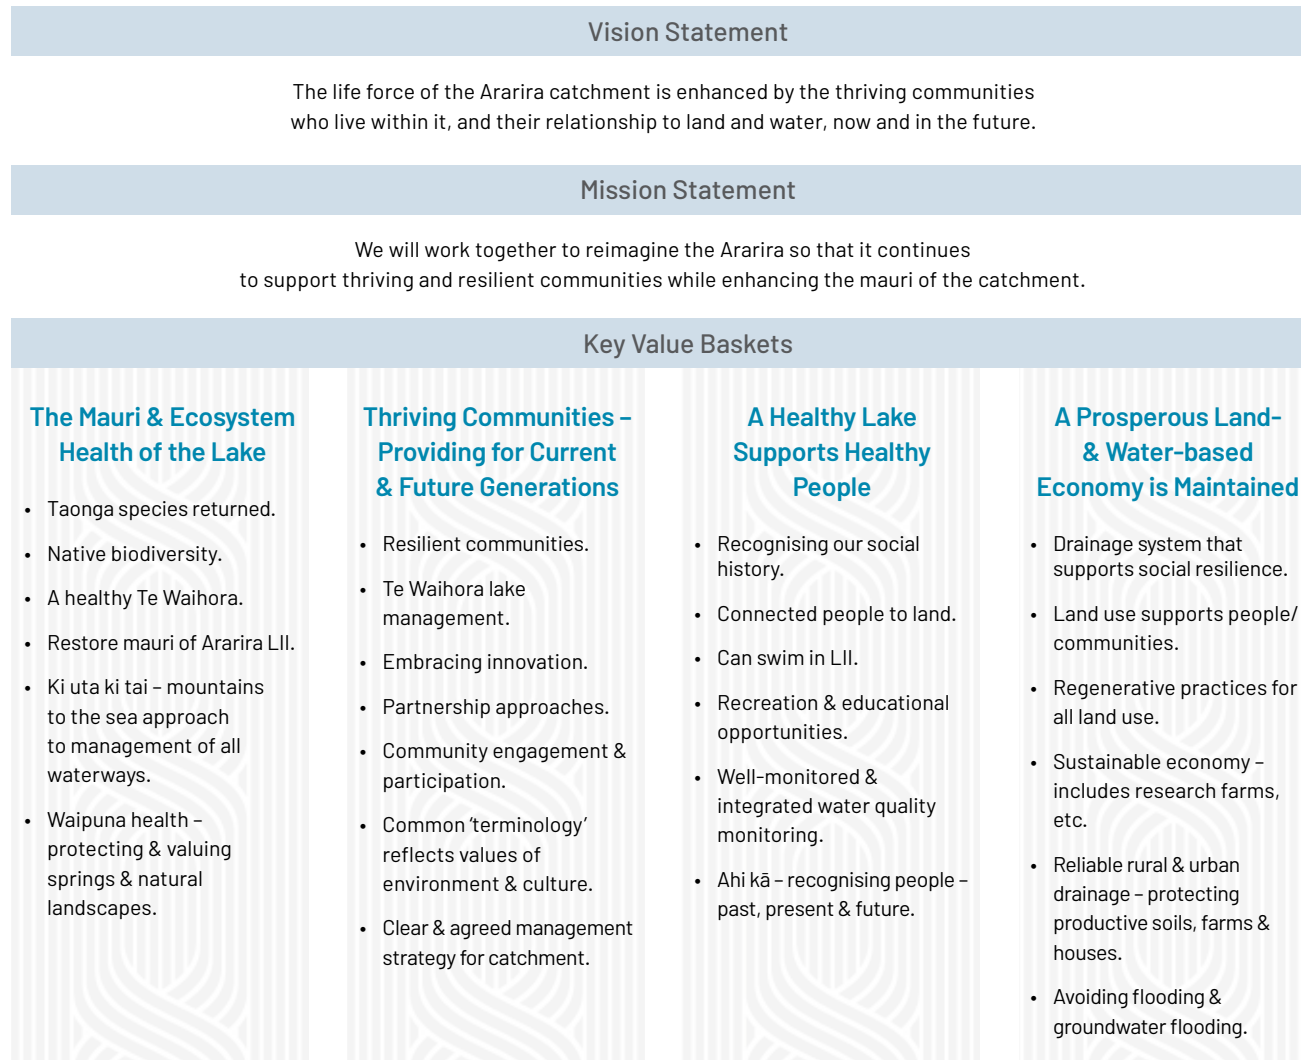 Vision Statement
The life force of the Ararira catchment is enhanced by the thriving communities
who live within it, and their relationship to land and water, now and in the future.
Mission Statement
We will work together to reimagine the Ararira so that it continues
to support thriving and resilient communities while enhancing the mauri of the catchment.
Key Value Baskets
The Mauri & Ecosystem
Health of the Lake
• Taonga species returned.
• Native biodiversity.
• A healthy Te Waihora.
• Restore mauri of Ararira LII.
• Ki uta ki tai – mountains
to the sea approach
to management of all
waterways.
• Waipuna health –
protecting & valuing
springs & natural
landscapes.
Thriving Communities –
Providing for Current
& Future Generations
• Resilient communities.
• Te Waihora lake
management.
• Embracing innovation.
• Partnership approaches.
• Community engagement &
participation.
• Common ‘terminology’
reflects values of
environment & culture.
• Clear & agreed management
strategy for catchment.
A Healthy Lake
Supports Healthy
People
• Recognising our social
history.
• Connected people to land.
• Can swim in LII.
• Recreation & educational
opportunities.
• Well-monitored &
integrated water quality
monitoring.
• Ahi kā – recognising people –
past, present & future.
A Prosperous Land-
& Water-based
Economy is Maintained
• Drainage system that
supports social resilience.
• Land use supports people/
communities.
• Regenerative practices for
all land use.
• Sustainable economy –
includes research farms,
etc.
• Reliable rural & urban
drainage – protecting
productive soils, farms &
houses.
• Avoiding flooding &
groundwater flooding.